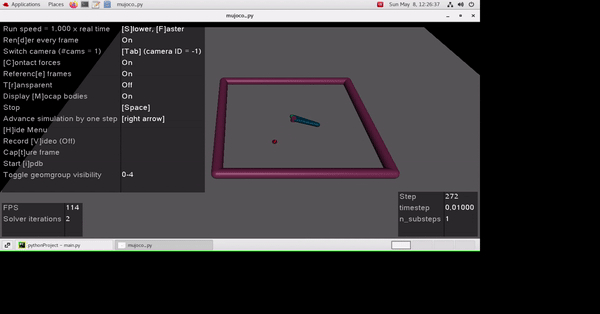 Applications Places mujoco_py Sun May 8, 12:26:37
mujoco_py
Run speed = 1.000 x real time [S]lower, [F]aster
Ren[d]er every frame On
Switch camera (#cams = 1) [Tab] (camera ID = -1)
[C]ontact forces On
Referenc[e] frames On
T[r]ansparent Off
Display [M]ocap bodies On
Stop [Space]
Advance simulation by one step [right arrow]
[H]ide Menu
Record [V]ideo (Off)
Cap[t]ure frame
Start [i]pdb
Toggle geomgroup visibility 0-4
Step 272
FPS 114 timestep 0.01000
Solver iterations 2 n_substeps 1
pythonProject – main.py mujoco_py